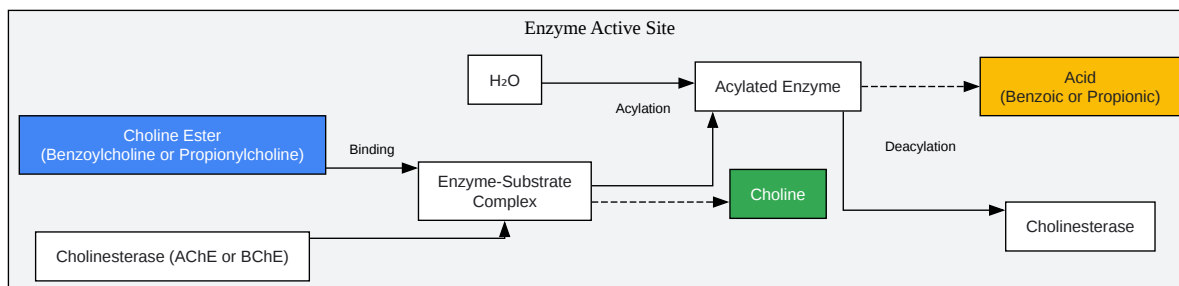 Enzyme Active Site
H₂O
Acylated Enzyme
Acid
(Benzoic or Propionic)
Acylation
Choline Ester
(Benzoylcholine or Propionylcholine)
Binding
Deacylation
Enzyme-Substrate
Complex
Choline
Cholinesterase
Cholinesterase (AChE or BChE)